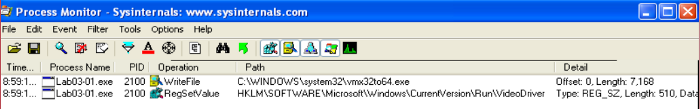 Process Monitor - Sysinternals: www.sysinternals.com
File Edit Event Filter Tools Options Help
Time... Process Name PID Operation Path Detail
8:59:1... Lab03-01.exe 2100 WriteFile C:\WINDOWS\system32\vmx32to64.exe Offset: 0, Length: 7,168
8:59:1... Lab03-01.exe 2100 RegSetValue HKLM\SOFTWARE\Microsoft\Windows\CurrentVersion\Run\VideoDriver Type: REG_SZ, Length: 510, Data